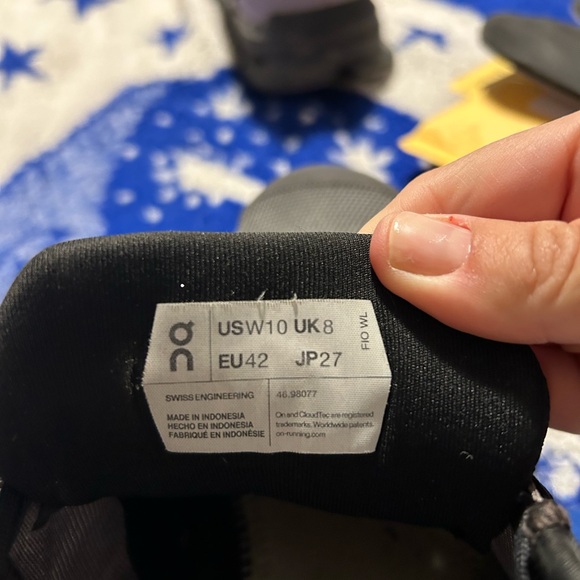 on
USW10 UK8
EU42 JP27
FIO WL
SWISS ENGINEERING
46.98077
MADE IN INDONESIA
HECHO EN INDONESIA
FABRIQUÉ EN INDONÉSIE
On and CloudTec are registered
trademarks. Worldwide patents
on-running.com